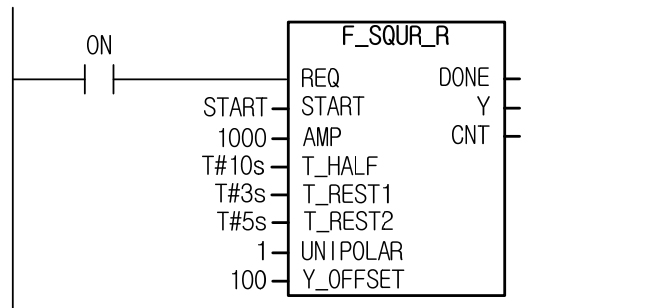 F_SQUR_R
ON
REQ DONE
START START Y
1000 AMP CNT
T#10s T_HALF
T#3s T_REST1
T#5s T_REST2
1 UNIPOLAR
100 Y_OFFSET